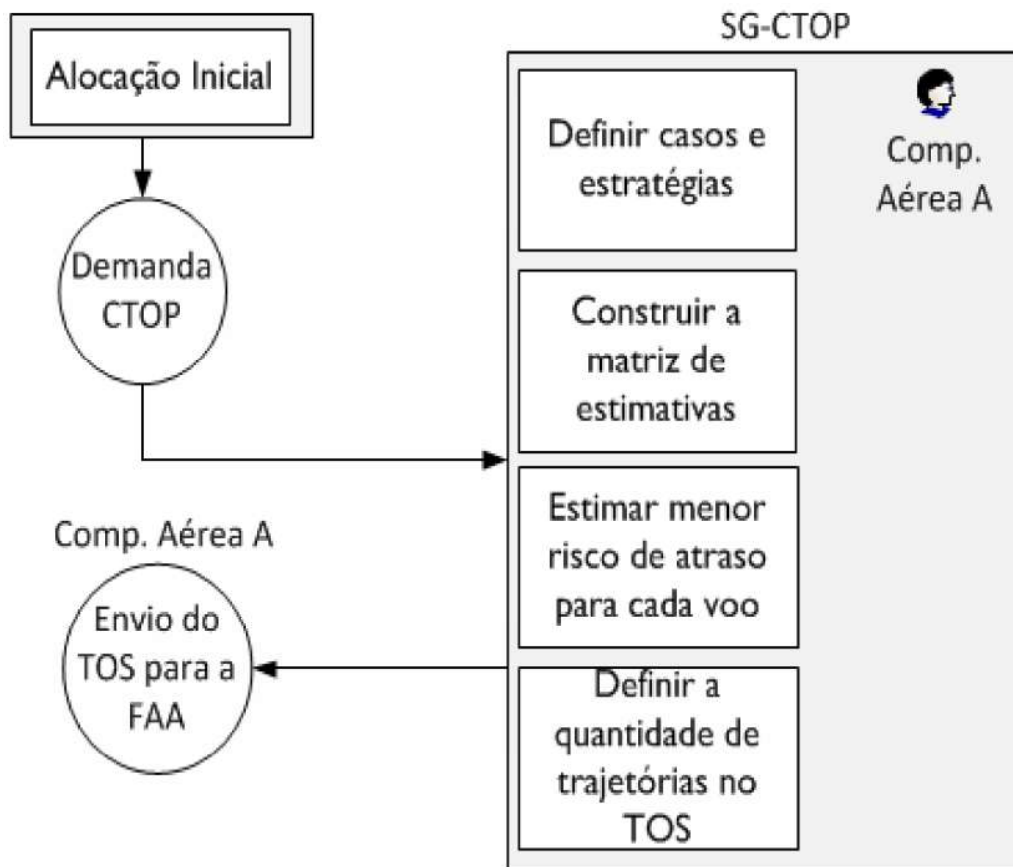 SG-CTOP
Alocação Inicial
Demanda
CTOP
Definir casos e
estratégias
Comp.
Aérea A
Construir a
matriz de
estimativas
Estimar menor
risco de atraso
para cada voo
Definir a
quantidade de
trajetórias no
TOS
Comp. Aérea A
Envio do
TOS para a
FAA